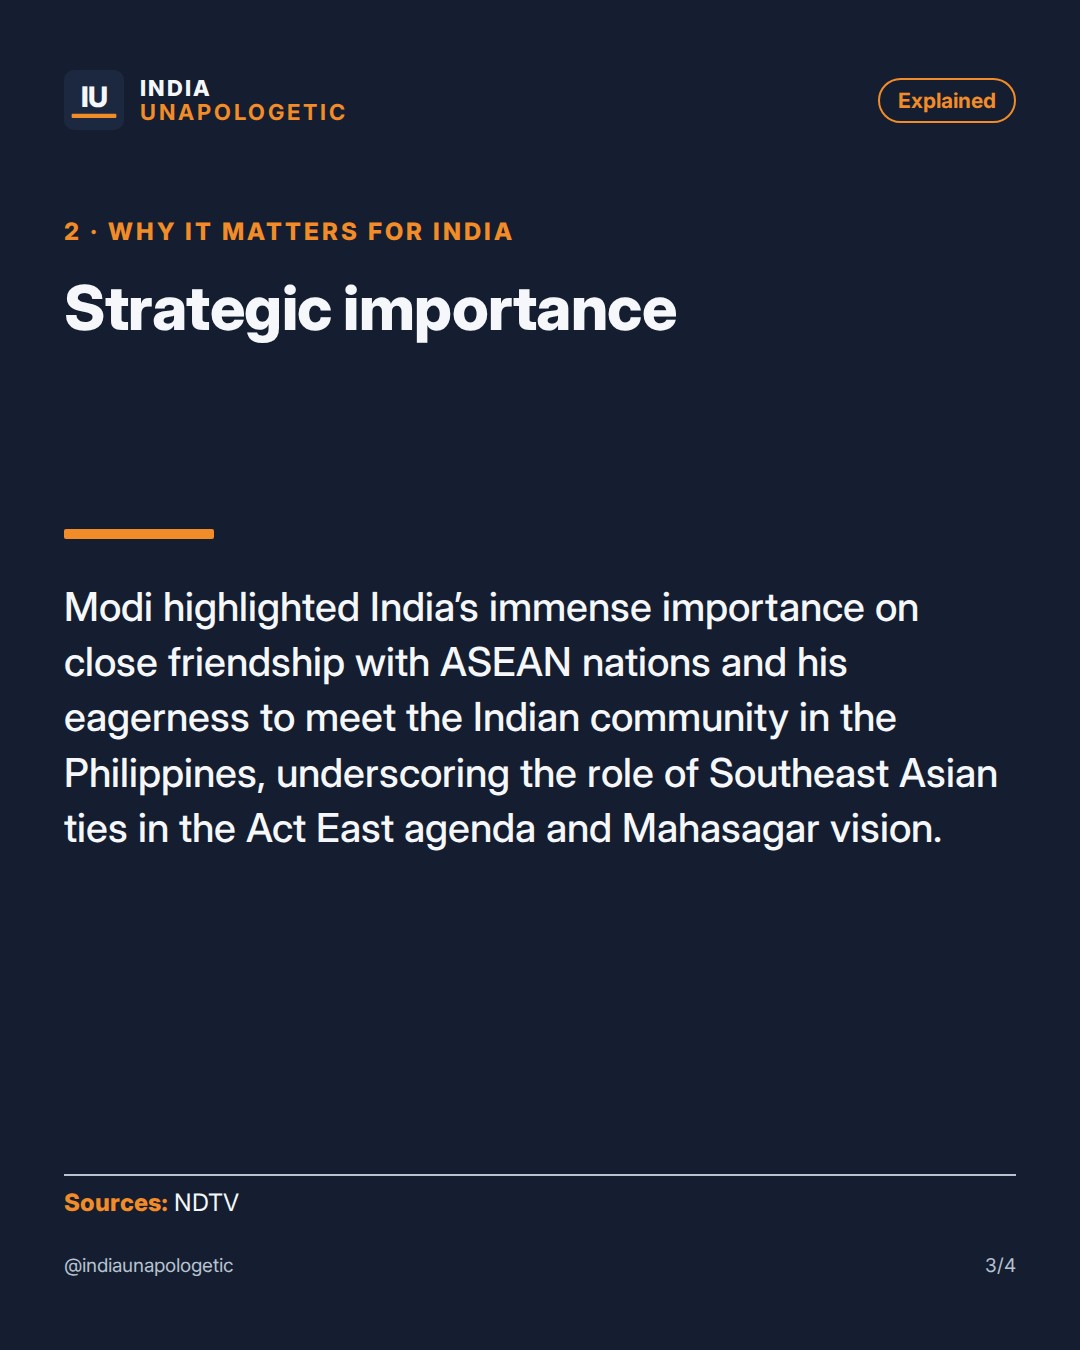 IU
INDIA
UNAPOLOGETIC
Explained
2 · WHY IT MATTERS FOR INDIA
Strategic importance
Modi highlighted India’s immense importance on
close friendship with ASEAN nations and his
eagerness to meet the Indian community in the
Philippines, underscoring the role of Southeast Asian
ties in the Act East agenda and Mahasagar vision.
Sources: NDTV
@indiaunapologetic
3/4